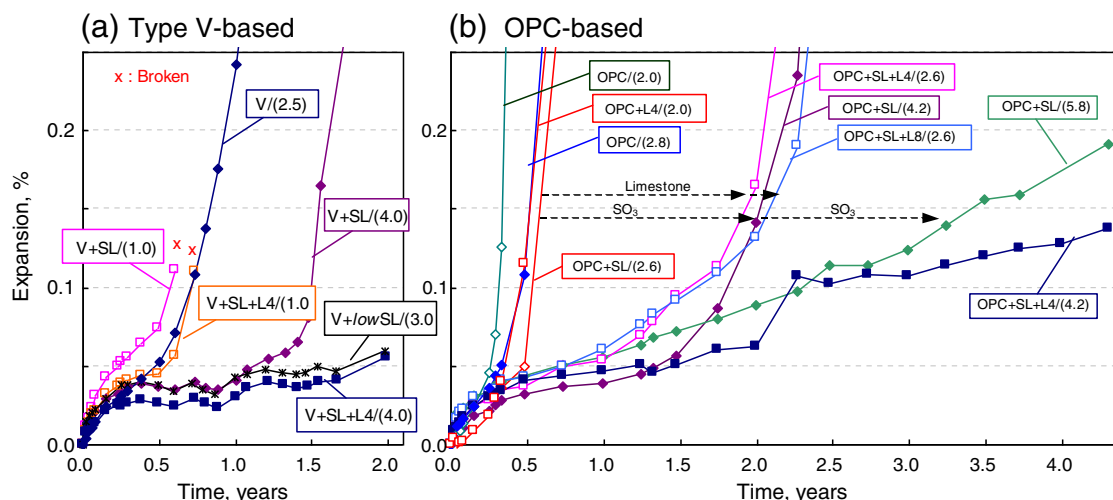 (a) Type V-based
(b) OPC-based
x : Broken
V/(2.5)
V+SL/(4.0)
V+SL/(1.0)
x x
V+SL+L4/(1.0
V+lowSL/(3.0
V+SL+L4/(4.0)
OPC/(2.0)
OPC+L4/(2.0)
OPC/(2.8)
OPC+SL+L4/(2.6)
OPC+SL/(4.2)
OPC+SL+L8/(2.6)
OPC+SL/(5.8)
Limestone
SO3
SO3
OPC+SL/(2.6)
OPC+SL+L4/(4.2)
Expansion, %
0.2
0.1
0.0
0.0 0.5 1.0 1.5 2.0
Time, years
0.2
0.1
0.0
0.0 0.5 1.0 1.5 2.0 2.5 3.0 3.5 4.0
Time, years